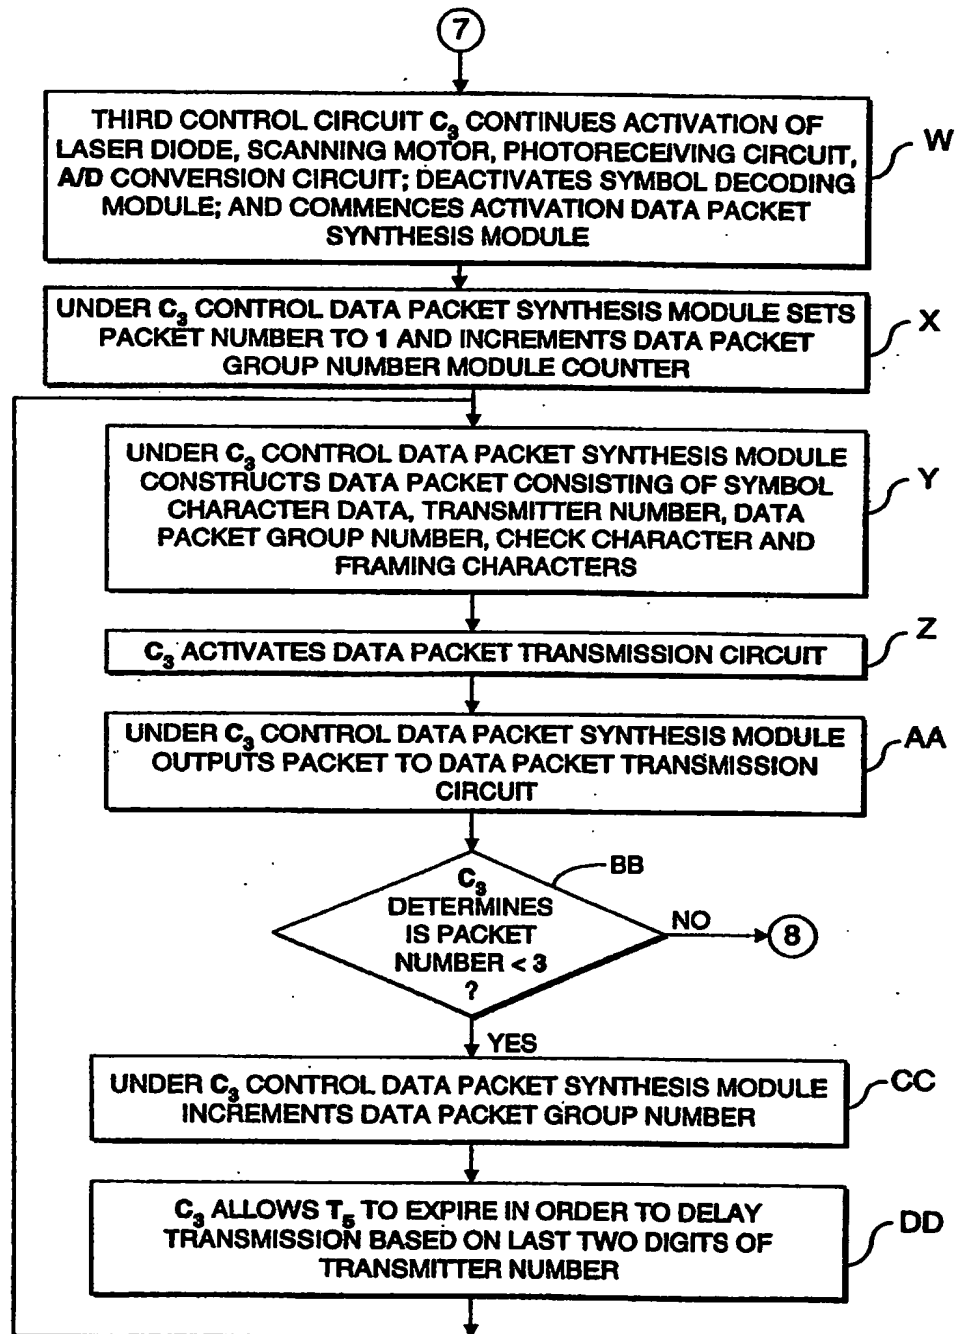 7
THIRD CONTROL CIRCUIT C3 CONTINUES ACTIVATION OF
LASER DIODE, SCANNING MOTOR, PHOTORECEIVING CIRCUIT,
A/D CONVERSION CIRCUIT; DEACTIVATES SYMBOL DECODING
MODULE; AND COMMENCES ACTIVATION DATA PACKET
SYNTHESIS MODULE
W
UNDER C3 CONTROL DATA PACKET SYNTHESIS MODULE SETS
PACKET NUMBER TO 1 AND INCREMENTS DATA PACKET
GROUP NUMBER MODULE COUNTER
X
UNDER C3 CONTROL DATA PACKET SYNTHESIS MODULE
CONSTRUCTS DATA PACKET CONSISTING OF SYMBOL
CHARACTER DATA, TRANSMITTER NUMBER, DATA
PACKET GROUP NUMBER, CHECK CHARACTER AND
FRAMING CHARACTERS
Y
C3 ACTIVATES DATA PACKET TRANSMISSION CIRCUIT
Z
UNDER C3 CONTROL DATA PACKET SYNTHESIS MODULE
OUTPUTS PACKET TO DATA PACKET TRANSMISSION
CIRCUIT
AA
C3
DETERMINES
IS PACKET
NUMBER < 3
?
BB
NO
8
YES
UNDER C3 CONTROL DATA PACKET SYNTHESIS MODULE
INCREMENTS DATA PACKET GROUP NUMBER
CC
C3 ALLOWS T5 TO EXPIRE IN ORDER TO DELAY
TRANSMISSION BASED ON LAST TWO DIGITS OF
TRANSMITTER NUMBER
DD